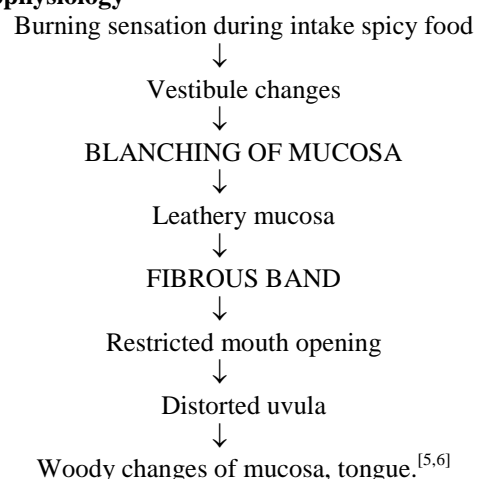 ophysiology
Burning sensation during intake spicy food
↓
Vestibule changes
↓
BLANCHING OF MUCOSA
↓
Leathery mucosa
↓
FIBROUS BAND
↓
Restricted mouth opening
↓
Distorted uvula
↓
Woody changes of mucosa, tongue.[5,6]